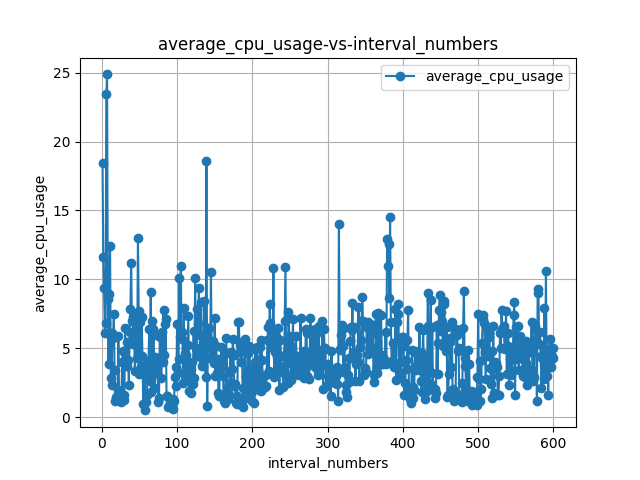 average_cpu_usage-vs-interval_numbers
average_cpu_usage
25
20
15
10
5
0
average_cpu_usage
0 100 200 300 400 500 600
interval_numbers